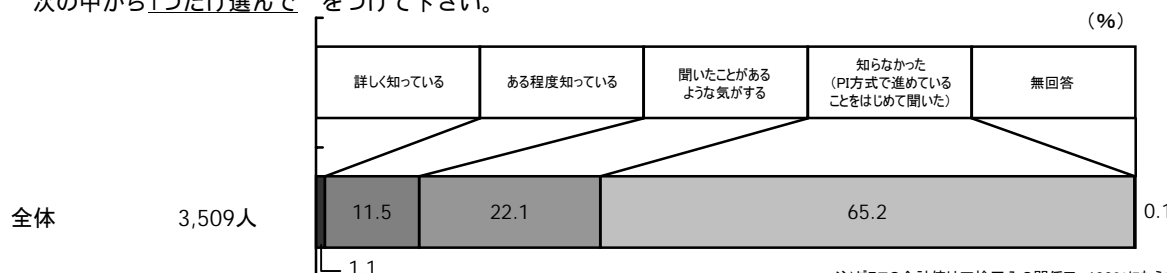 次の中から1つだけ選んで をつけて下さい。
(%)
詳しく知っている
ある程度知っている
聞いたことがある
ような気がする
知らなかった
(PI方式で進めている
ことをはじめて聞いた)
無回答
全体 3,509人 11.5 22.1 65.2 0.1
1.1